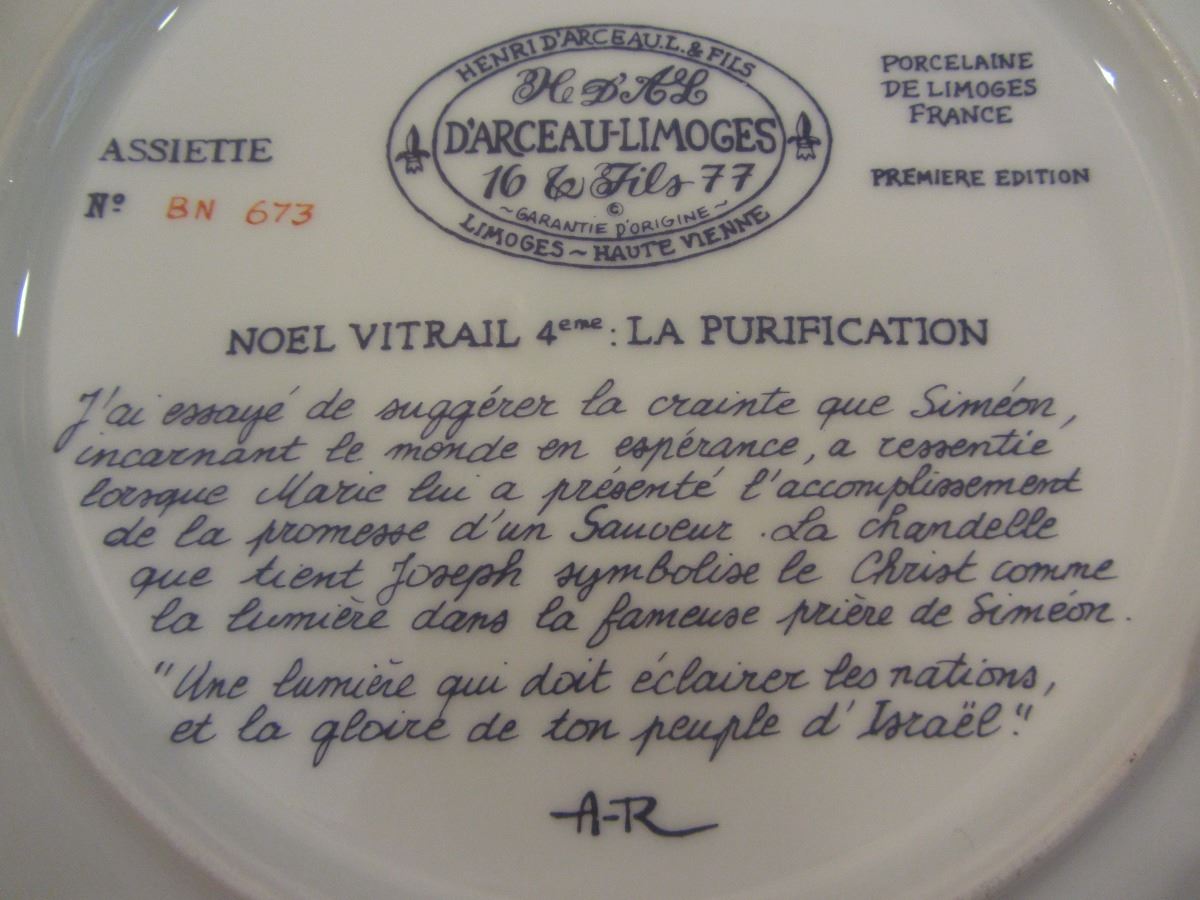 HENRI D'ARCEAU.L. & FILS
H D'AL
D'ARCEAU-LIMOGES
16 & Fils 77
~GARANTIE D'ORIGINE~
©
LIMOGES ~ HAUTE VIENNE
PORCELAINE
DE LIMOGES
FRANCE
ASSIETTE
PREMIERE EDITION
Nº BN 673
NOEL VITRAIL 4eme : LA PURIFICATION
J'ai essayé de suggérer la crainte que Siméon,
incarnant le monde en espérance, a ressentie
lorsque Marie lui a présenté l'accomplissement
de la promesse d'un Sauveur. La chandelle
que tient Joseph symbolise le Christ comme
la lumière dans la fameuse prière de Siméon.
"Une lumière qui doit éclairer les nations,
et la gloire de ton peuple d'Israël."
A-R